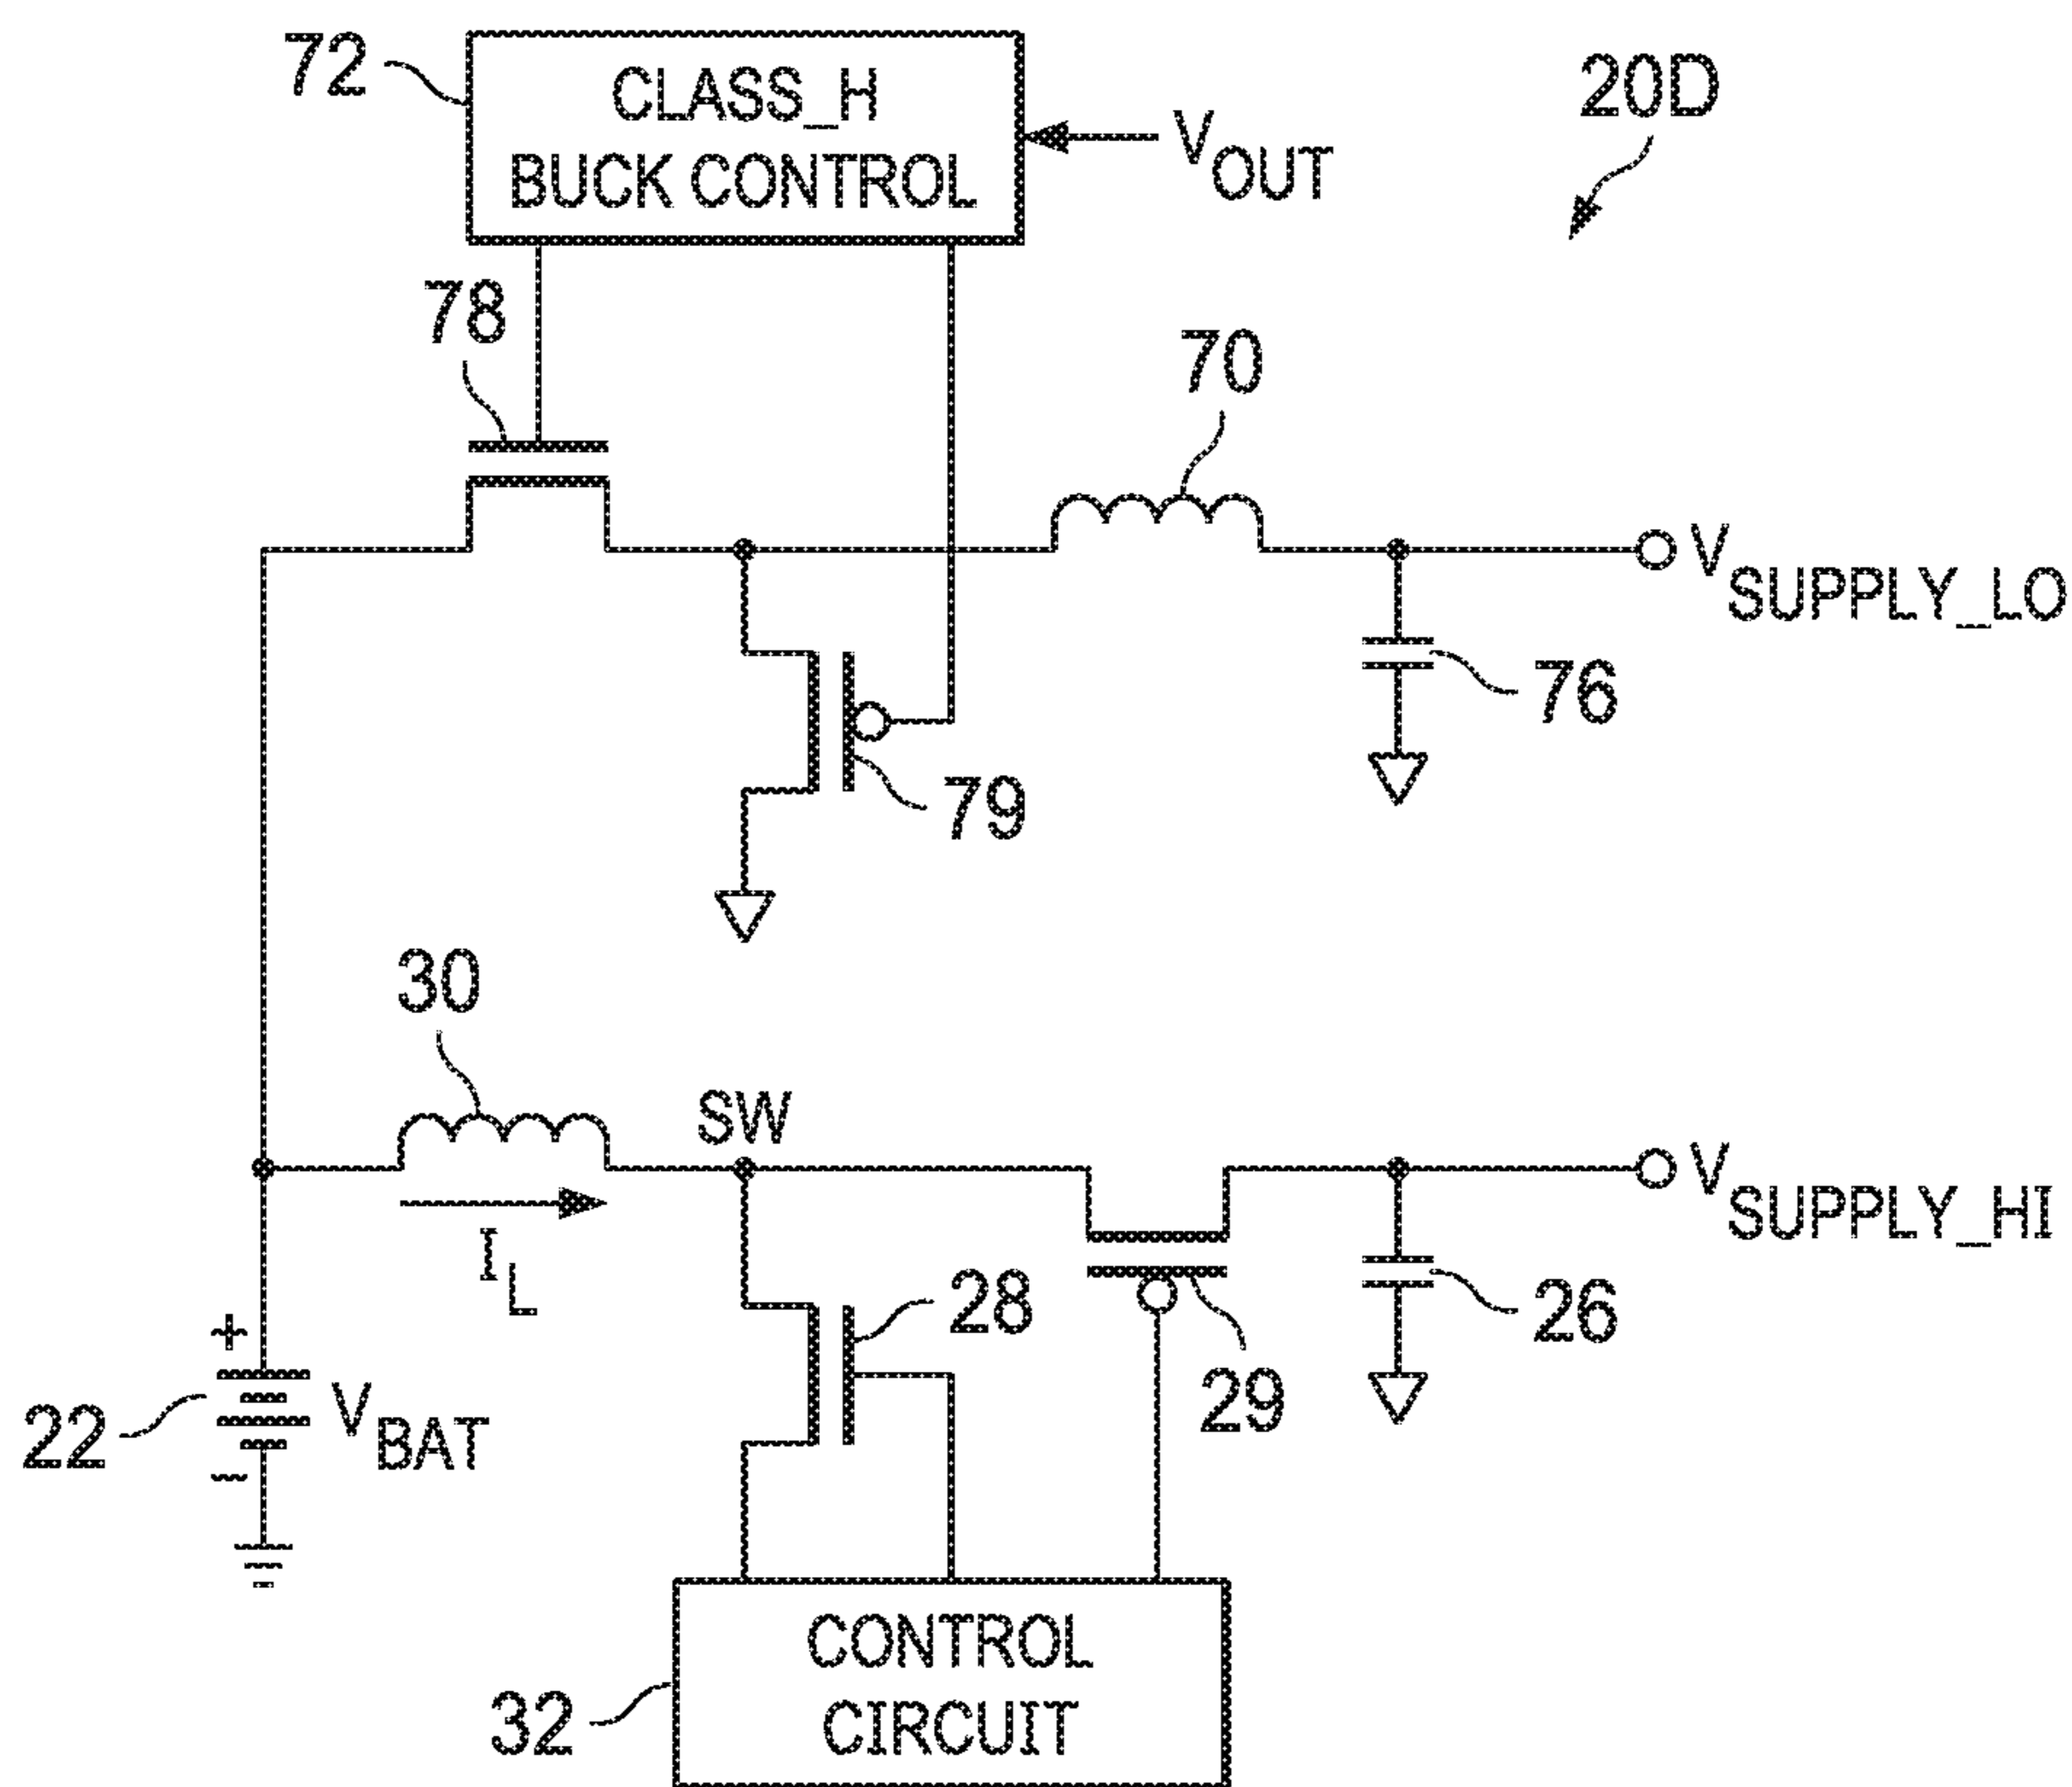 72
CLASS_H
BUCK CONTROL
VOUT
20D
78
70
VSUPPLY_LO
76
79
30
SW
IL
VSUPPLY_HI
28
26
29
+
22
VBAT
–
CONTROL
CIRCUIT
32